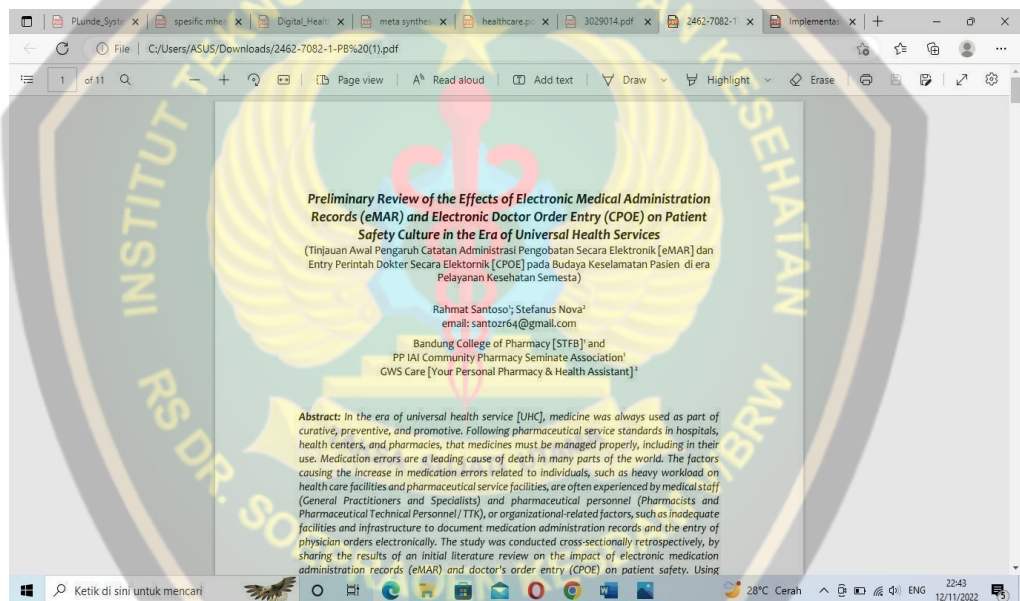 PLunde_Syste
spesific mhea
Digital_Healt
meta synthes
healthcare.pd
3029014.pdf
2462-7082-1-
Implementas
File C:/Users/ASUS/Downloads/2462-7082-1-PB%20(1).pdf
1 of 11 Page view Read aloud Add text Draw Highlight Erase
Preliminary Review of the Effects of Electronic Medical Administration
Records (eMAR) and Electronic Doctor Order Entry (CPOE) on Patient
Safety Culture in the Era of Universal Health Services
(Tinjauan Awal Pengaruh Catatan Administrasi Pengobatan Secara Elektronik [eMAR] dan
Entry Perintah Dokter Secara Elektornik [CPOE] pada Budaya Keselamatan Pasien di era
Pelayanan Kesehatan Semesta)
Rahmat Santoso¹; Stefanus Nova²
email: santozr64@gmail.com
Bandung College of Pharmacy [STFB]¹ and
PP IAI Community Pharmacy Seminate Association¹
GWS Care [Your Personal Pharmacy & Health Assistant]²
Abstract: In the era of universal health service [UHC], medicine was always used as part of
curative, preventive, and promotive. Following pharmaceutical service standards in hospitals,
health centers, and pharmacies, that medicines must be managed properly, including in their
use. Medication errors are a leading cause of death in many parts of the world. The factors
causing the increase in medication errors related to individuals, such as heavy workload on
health care facilities and pharmaceutical service facilities, are often experienced by medical staff
(General Practitioners and Specialists) and pharmaceutical personnel (Pharmacists and
Pharmaceutical Technical Personnel/ TTK), or organizational-related factors, such as inadequate
facilities and infrastructure to document medication administration records and the entry of
physician orders electronically. The study was conducted cross-sectionally retrospectively, by
sharing the results of an initial literature review on the impact of electronic medication
administration records (eMAR) and doctor's order entry (CPOE) on patient safety. Using
INSTITUT TEKN
AN KESEHATAN
RS DR. SO
BRW
Ketik di sini untuk mencari
28°C Cerah
ENG
22:43
12/11/2022